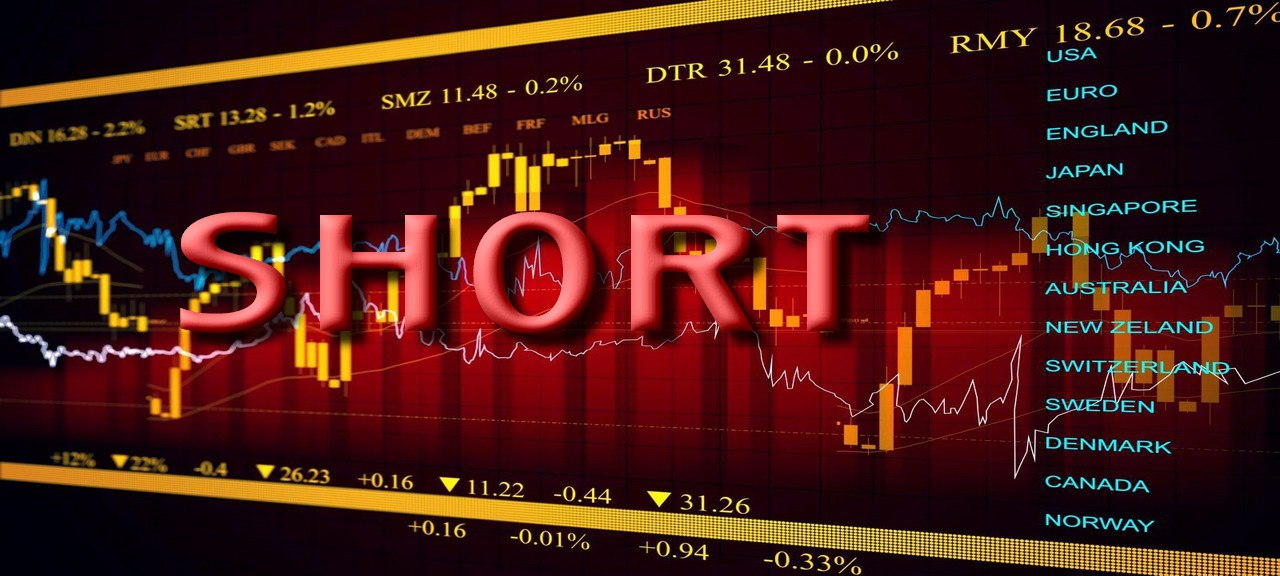 DJN 16.28 - 2.2% SRT 13.28 - 1.2% SMZ 11.48 - 0.2% DTR 31.48 - 0.0% RMY 18.68 - 0.7%
JPY EUR CHF GBR SEK CAD ITL DEM BEF FRF MLG RUS
SHORT
USA
EURO
ENGLAND
JAPAN
SINGAPORE
HONG KONG
AUSTRALIA
NEW ZELAND
SWITZERLAND
SWEDEN
DENMARK
CANADA
NORWAY
+12% ▼22% -0.4 ▼26.23 +0.16 ▼11.22 -0.44 ▼31.26
+0.16 -0.01% +0.94 -0.33%